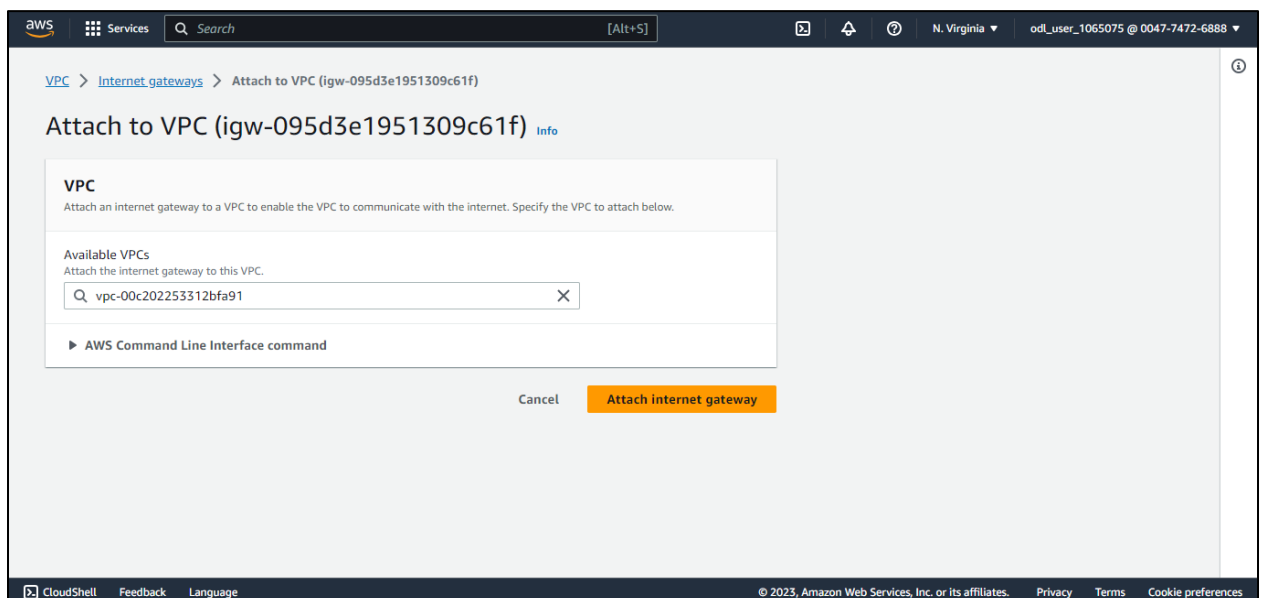 aws Services Search [Alt+S] N. Virginia ▼ odl_user_1065075 @ 0047-7472-6888 ▼
VPC > Internet gateways > Attach to VPC (igw-095d3e1951309c61f)
Attach to VPC (igw-095d3e1951309c61f) Info
VPC
Attach an internet gateway to a VPC to enable the VPC to communicate with the internet. Specify the VPC to attach below.
Available VPCs
Attach the internet gateway to this VPC.
vpc-00c202253312bfa91
AWS Command Line Interface command
Cancel Attach internet gateway
CloudShell Feedback Language © 2023, Amazon Web Services, Inc. or its affiliates. Privacy Terms Cookie preferences